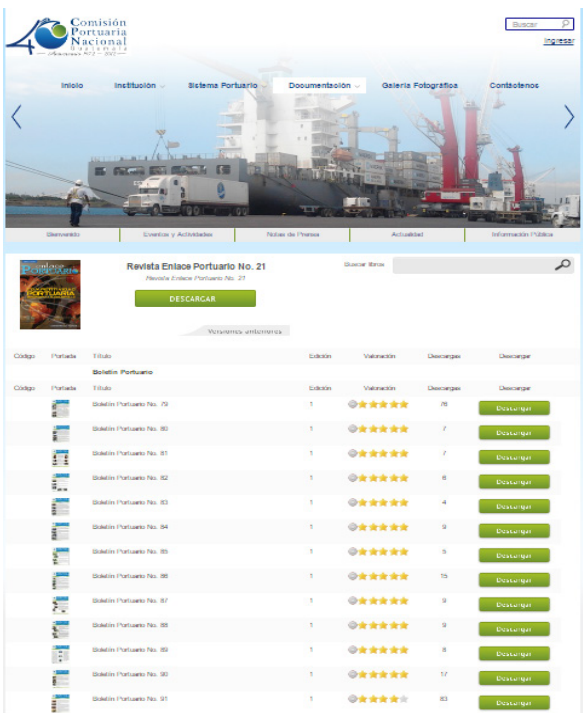 40
Comisión
Portuaria
Nacional
Guatemala
Buscar
Ingresar
Inicio Institución Sistema Portuario Documentación Galería Fotográfica Contáctenos
Bienvenido Eventos y Actividades Notas de Prensa Actualidad Información Pública
enlace
PORTUARIO
Revista Enlace Portuario No. 21
Revista Enlace Portuario No. 21
DESCARGAR
Buscar libros
Versiones anteriores
Código Portada Título Edición Valoración Descargas Descargar
Boletín Portuario
Código Portada Título Edición Valoración Descargas Descargar
Boletín Portuario No. 79 1 76 Descargar
Boletín Portuario No. 80 1 7 Descargar
Boletín Portuario No. 81 1 7 Descargar
Boletín Portuario No. 82 1 6 Descargar
Boletín Portuario No. 83 1 4 Descargar
Boletín Portuario No. 84 1 9 Descargar
Boletín Portuario No. 85 1 5 Descargar
Boletín Portuario No. 86 1 15 Descargar
Boletín Portuario No. 87 1 9 Descargar
Boletín Portuario No. 88 1 9 Descargar
Boletín Portuario No. 89 1 8 Descargar
Boletín Portuario No. 90 1 17 Descargar
Boletín Portuario No. 91 1 83 Descargar